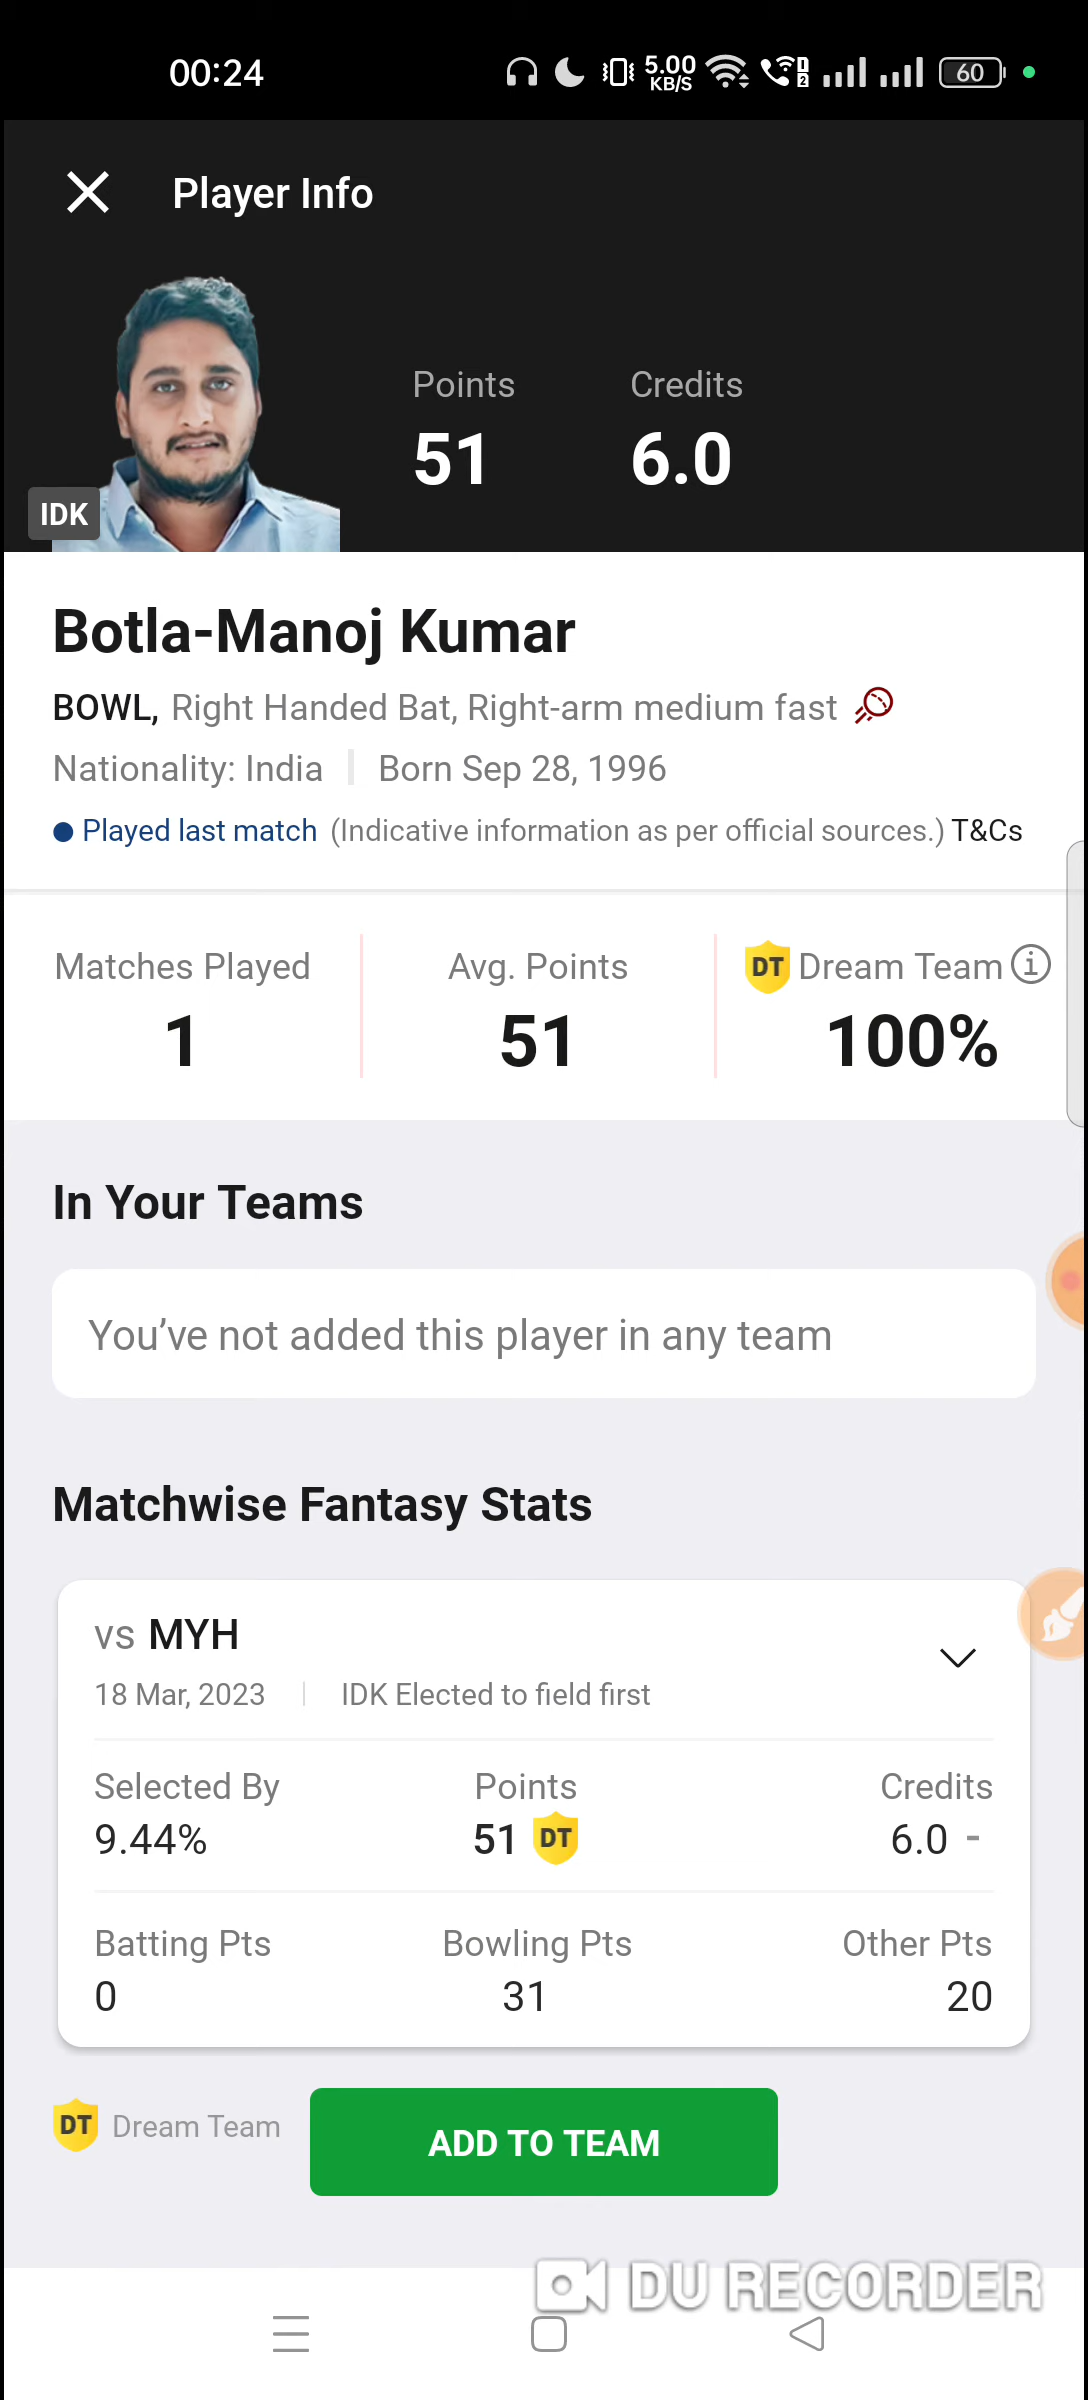 00:24
5.00
KB/S
1
2
60
Player Info
Points
Credits
51
6.0
IDK
Botla-Manoj Kumar
BOWL, Right Handed Bat, Right-arm medium fast
Nationality: India | Born Sep 28, 1996
Played last match (Indicative information as per official sources.) T&Cs
Matches Played
Avg. Points
DT Dream Team i
1
51
100%
In Your Teams
You’ve not added this player in any team
Matchwise Fantasy Stats
vs MYH
18 Mar, 2023 | IDK Elected to field first
Selected By
Points
Credits
9.44%
51 DT
6.0 -
Batting Pts
Bowling Pts
Other Pts
0
31
20
DT Dream Team
ADD TO TEAM
DU RECORDER